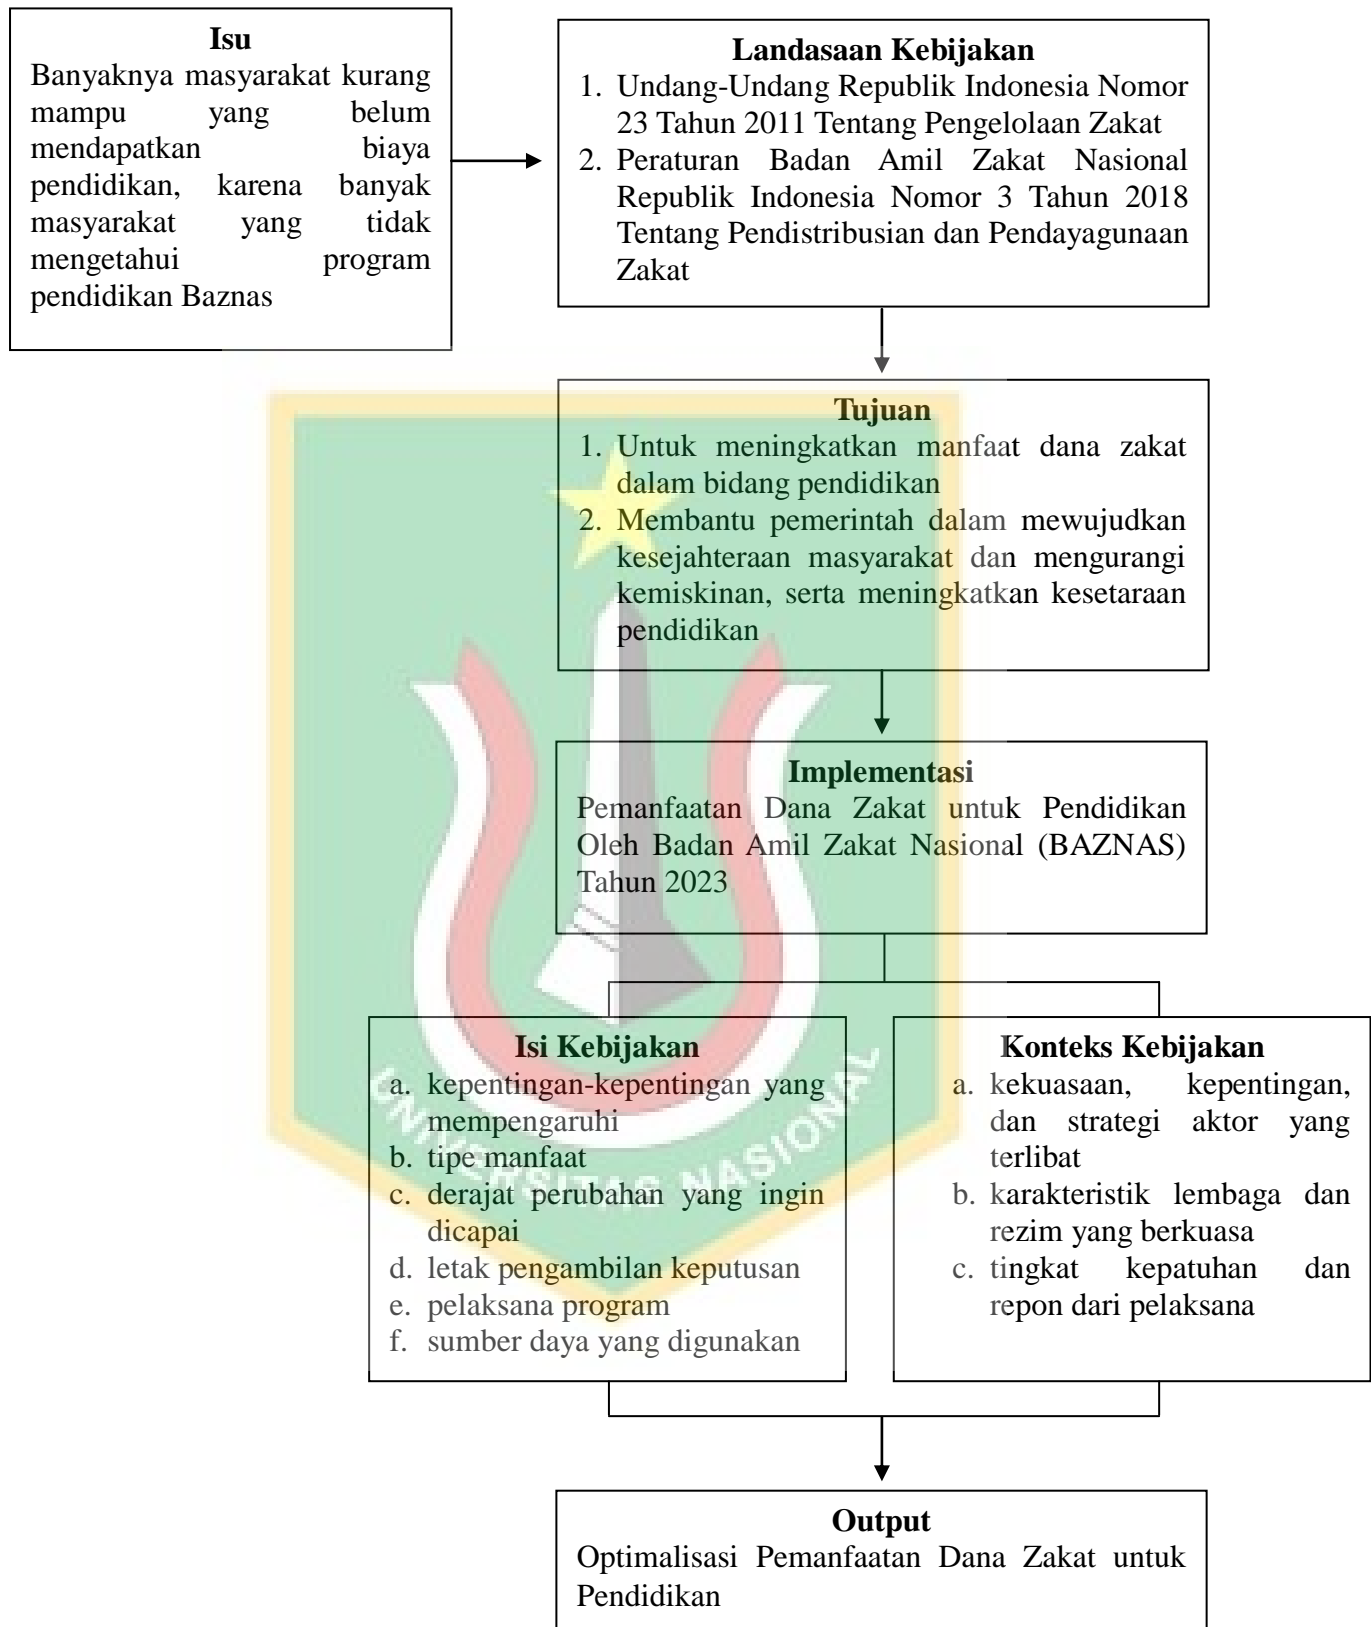 Isu
Banyaknya masyarakat kurang
mampu yang belum
mendapatkan biaya
pendidikan, karena banyak
masyarakat yang tidak
mengetahui program
pendidikan Baznas
Landasaan Kebijakan
1. Undang-Undang Republik Indonesia Nomor
23 Tahun 2011 Tentang Pengelolaan Zakat
2. Peraturan Badan Amil Zakat Nasional
Republik Indonesia Nomor 3 Tahun 2018
Tentang Pendistribusian dan Pendayagunaan
Zakat
Tujuan
1. Untuk meningkatkan manfaat dana zakat
dalam bidang pendidikan
2. Membantu pemerintah dalam mewujudkan
kesejahteraan masyarakat dan mengurangi
kemiskinan, serta meningkatkan kesetaraan
pendidikan
Implementasi
Pemanfaatan Dana Zakat untuk Pendidikan
Oleh Badan Amil Zakat Nasional (BAZNAS)
Tahun 2023
Isi Kebijakan
a. kepentingan-kepentingan yang
mempengaruhi
b. tipe manfaat
c. derajat perubahan yang ingin
dicapai
d. letak pengambilan keputusan
e. pelaksana program
f. sumber daya yang digunakan
Konteks Kebijakan
a. kekuasaan, kepentingan,
dan strategi aktor yang
terlibat
b. karakteristik lembaga dan
rezim yang berkuasa
c. tingkat kepatuhan dan
repon dari pelaksana
UNIVERSITAS NASIONAL
Output
Optimalisasi Pemanfaatan Dana Zakat untuk
Pendidikan